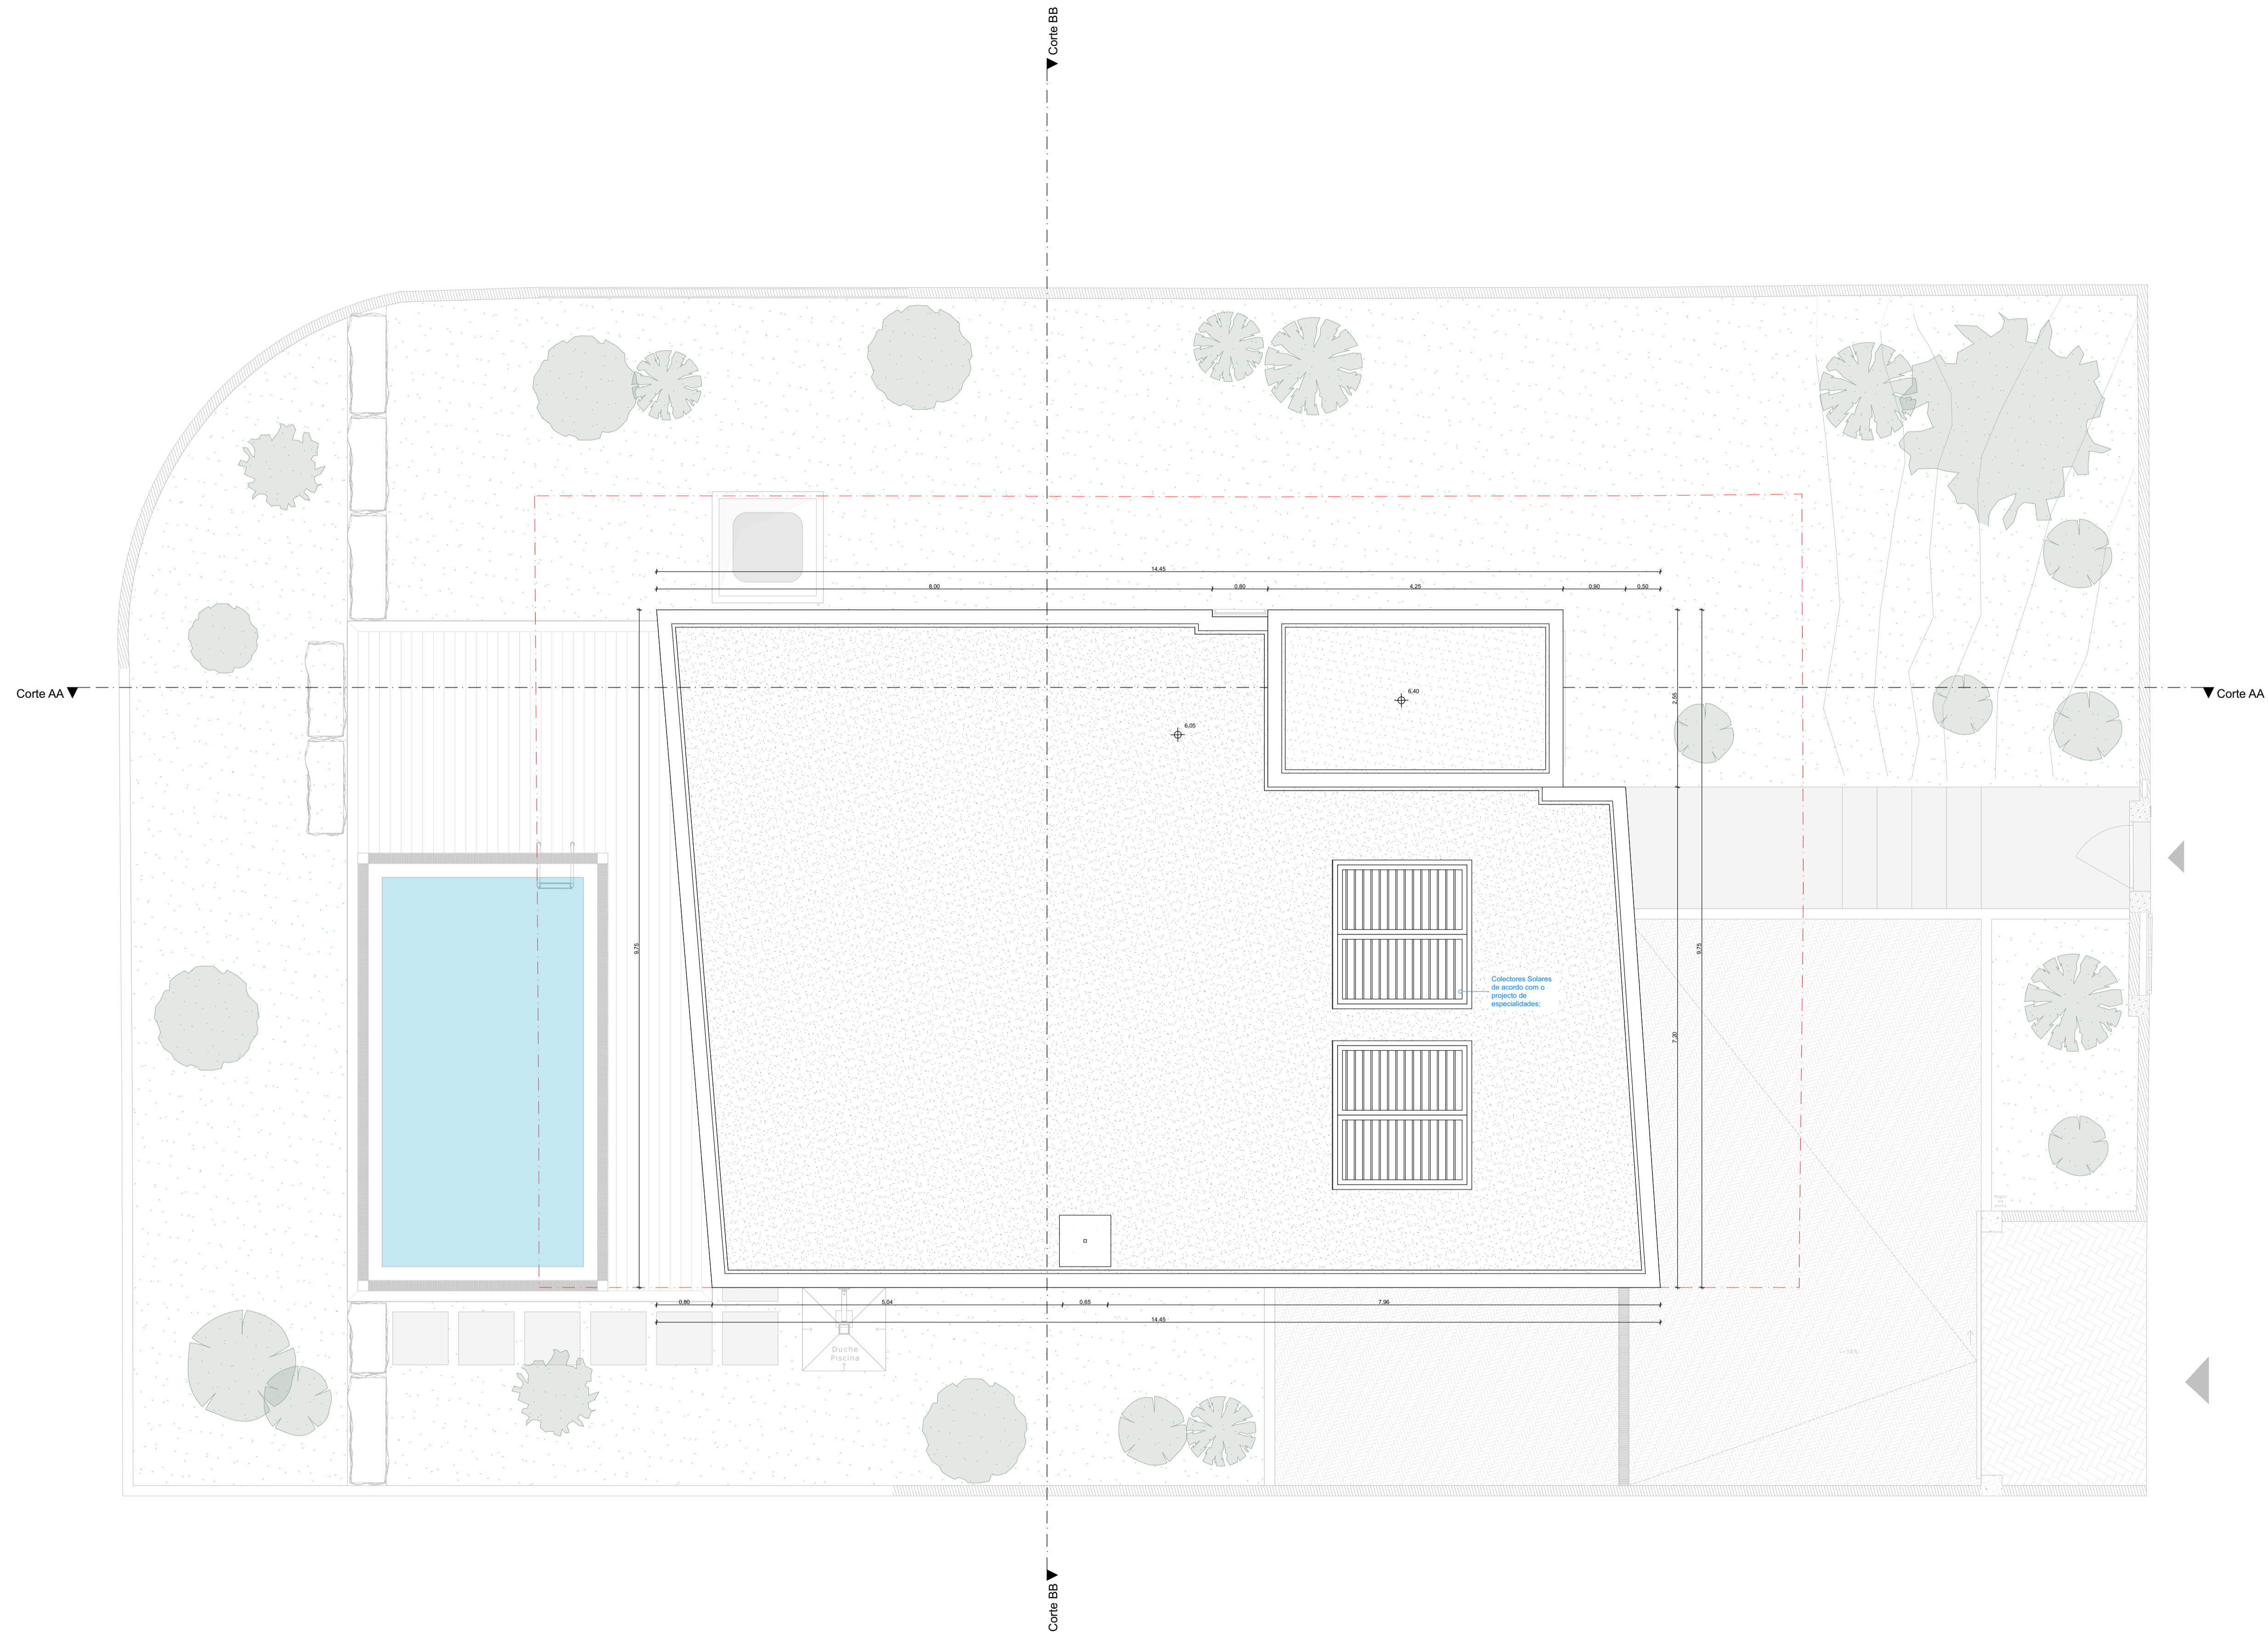 Corte BB
14,45
8,00
0,80
4,25
0,90
0,50
Corte AA
Corte AA
6,40
6,05
2,55
9,75
9,75
Colectores Solares
de acordo com o
projecto de
especialidades;
7,20
0,80
5,04
0,65
7,96
14,45
Duche
Piscina
Corte BB